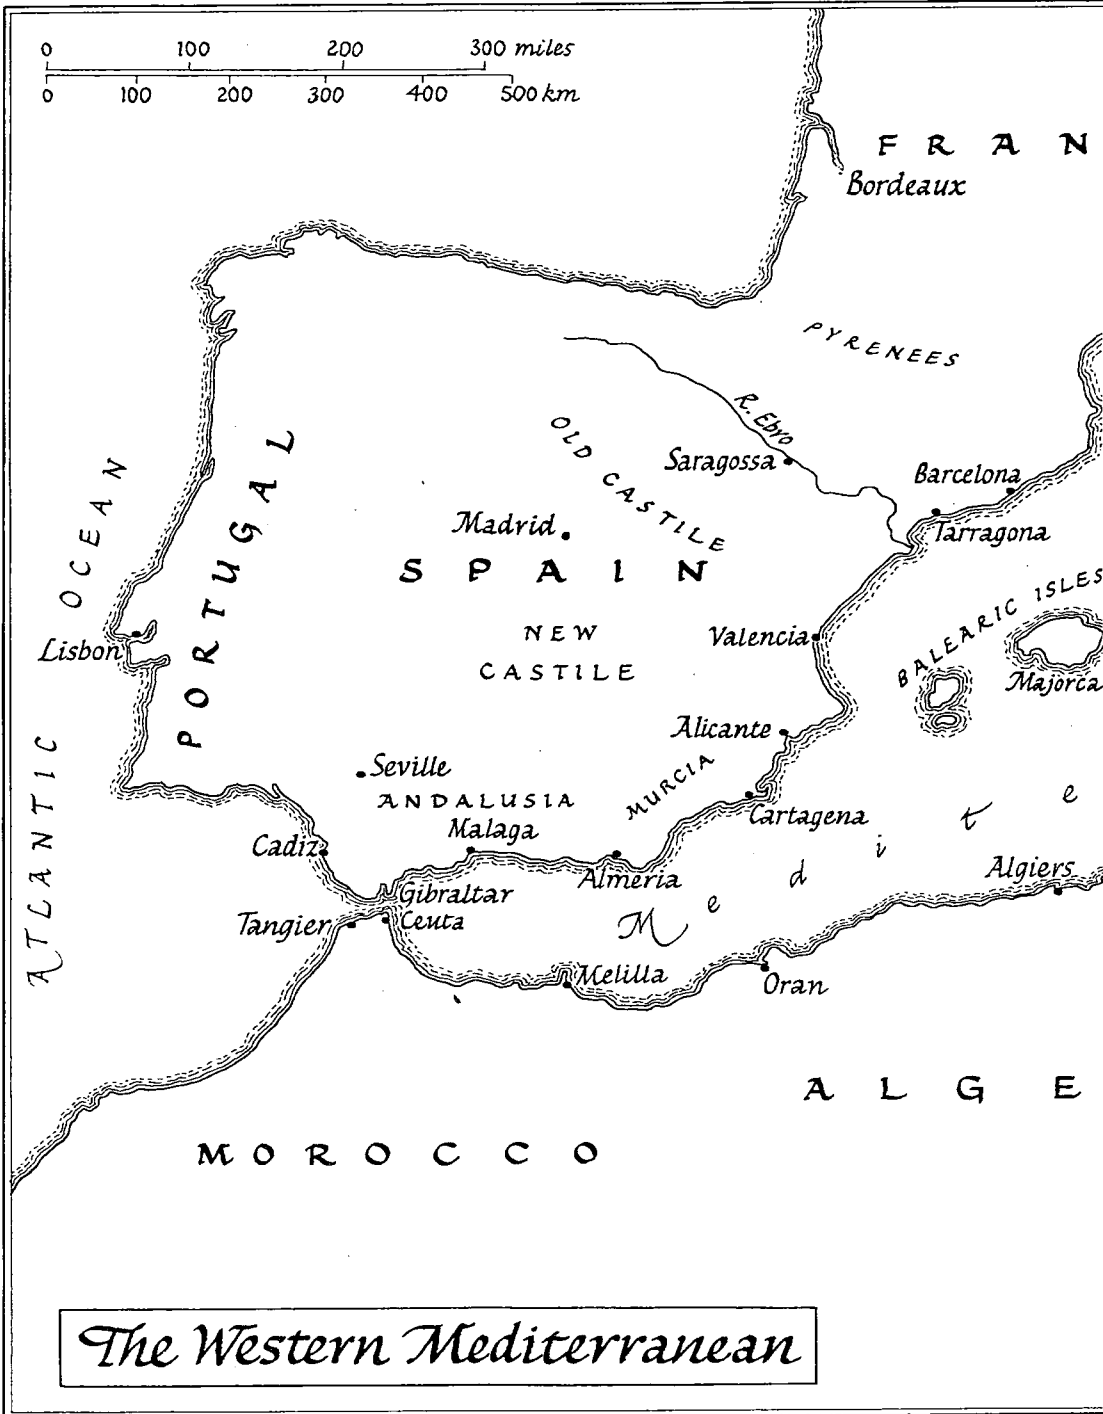 0 100 200 300 miles
0 100 200 300 400 500 km
F R A N
Bordeaux
PYRENEES
R. Ebro
OLD CASTILE
Saragossa
Barcelona
Tarragona
Madrid
SPAIN
PORTUGAL
ATLANTIC OCEAN
Lisbon
NEW
CASTILE
Valencia
BALEARIC ISLES
Majorca
Alicante
MURCIA
Seville
ANDALUSIA
Malaga
Cartagena
Cadiz
Almeria
Algiers
Gibraltar
Ceuta
Tangier
M e d i t e
Melilla
Oran
A L G E
MOROCCO
The Western Mediterranean